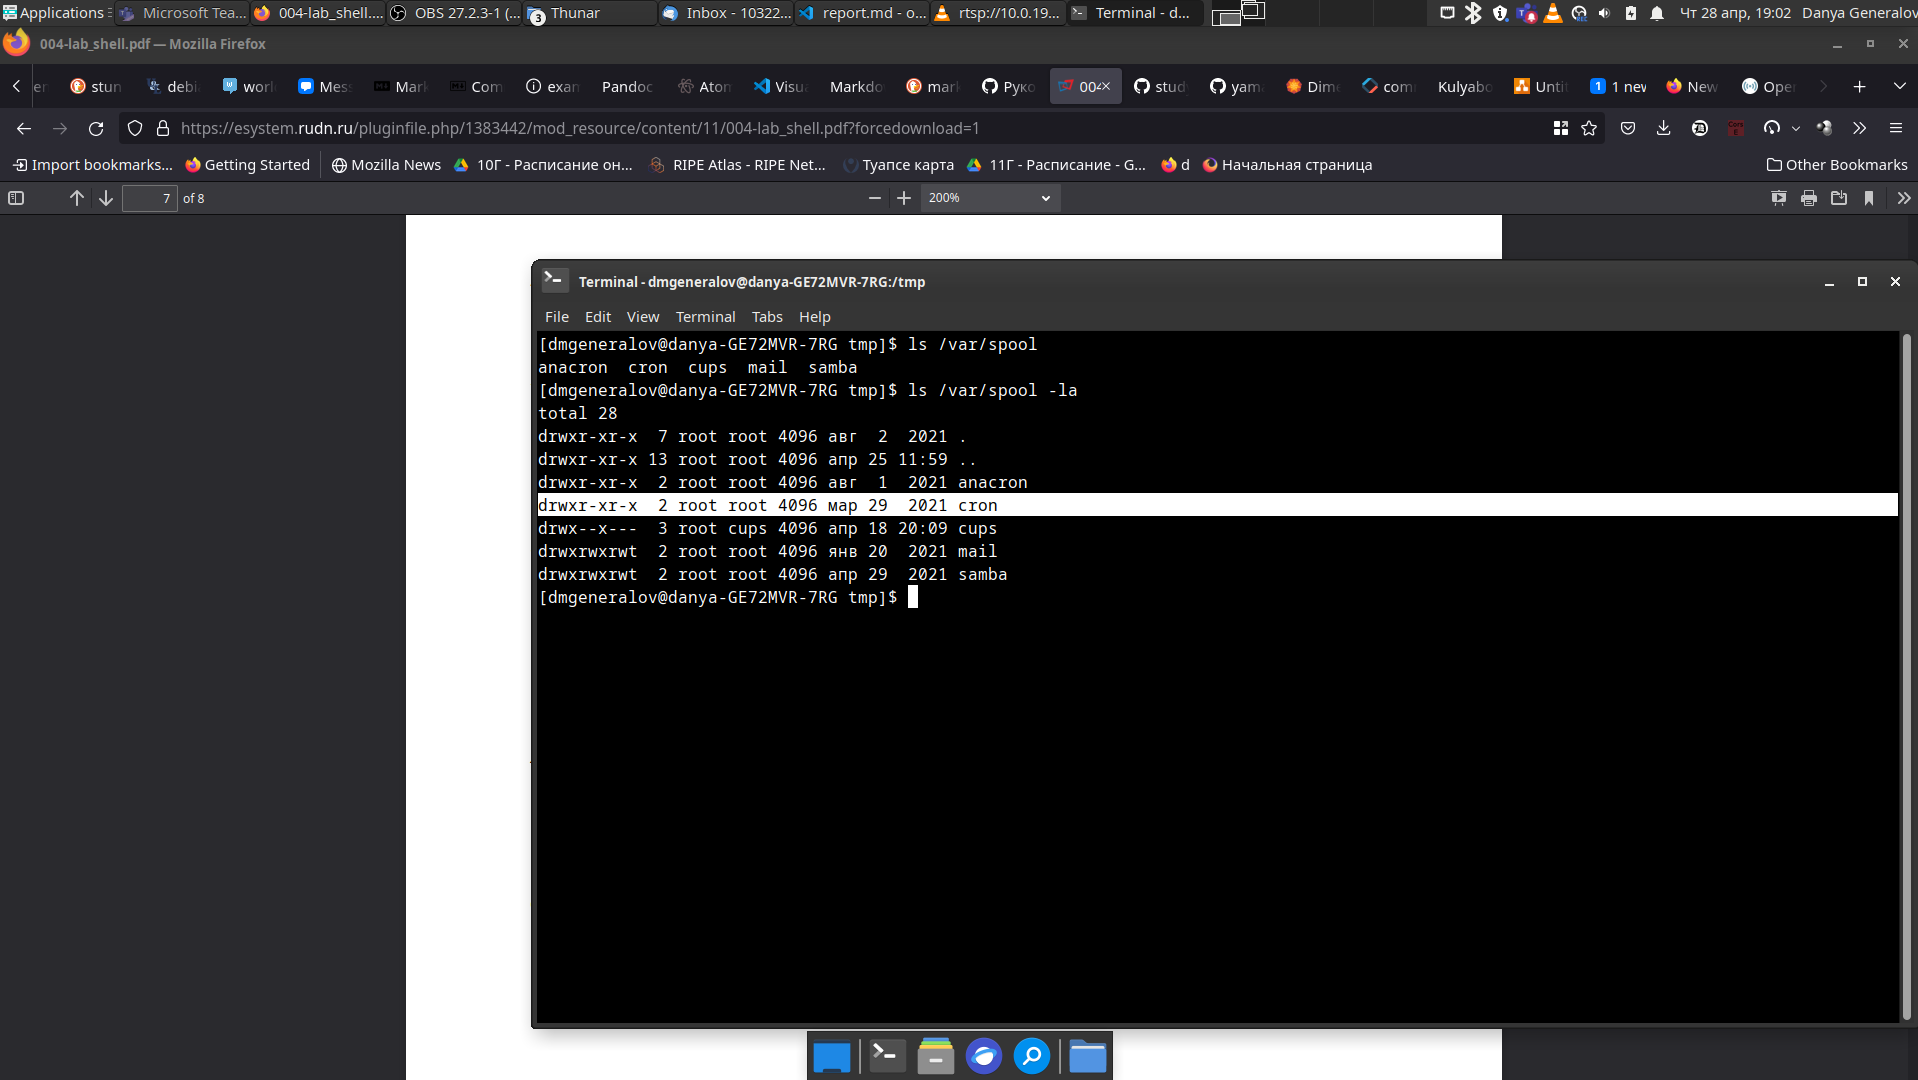 Applications Microsoft Tea... 004-lab_shell.... OBS 27.2.3-1 (... 3 Thunar Inbox - 10322... report.md - o... rtsp://10.0.19... Terminal - d... Чт 28 апр, 19:02 Danya Generalov
004-lab_shell.pdf — Mozilla Firefox
stun debi worl Mess Mark Com exan Pandoc Atom Visua Markdo mark Руко 004 stud yam Dime com Kulyabo Unti 1 1 new New Ope
https://esystem.rudn.ru/pluginfile.php/1383442/mod_resource/content/11/004-lab_shell.pdf?forcedownload=1
Import bookmarks... Getting Started Mozilla News 10Г - Расписание он... RIPE Atlas - RIPE Net... Туапсе карта 11Г - Расписание - G... d Начальная страница Other Bookmarks
7 of 8 200%
Terminal - dmgeneralov@danya-GE72MVR-7RG:/tmp
File Edit View Terminal Tabs Help
[dmgeneralov@danya-GE72MVR-7RG tmp]$ ls /var/spool
anacron  cron  cups  mail  samba
[dmgeneralov@danya-GE72MVR-7RG tmp]$ ls /var/spool -la
total 28
drwxr-xr-x  7 root root 4096 авг  2  2021 .
drwxr-xr-x 13 root root 4096 апр 25 11:59 ..
drwxr-xr-x  2 root root 4096 авг  1  2021 anacron
drwxr-xr-x  2 root root 4096 мар 29  2021 cron
drwx--x---  3 root cups 4096 апр 18 20:09 cups
drwxrwxrwt  2 root root 4096 янв 20  2021 mail
drwxrwxrwt  2 root root 4096 апр 29  2021 samba
[dmgeneralov@danya-GE72MVR-7RG tmp]$